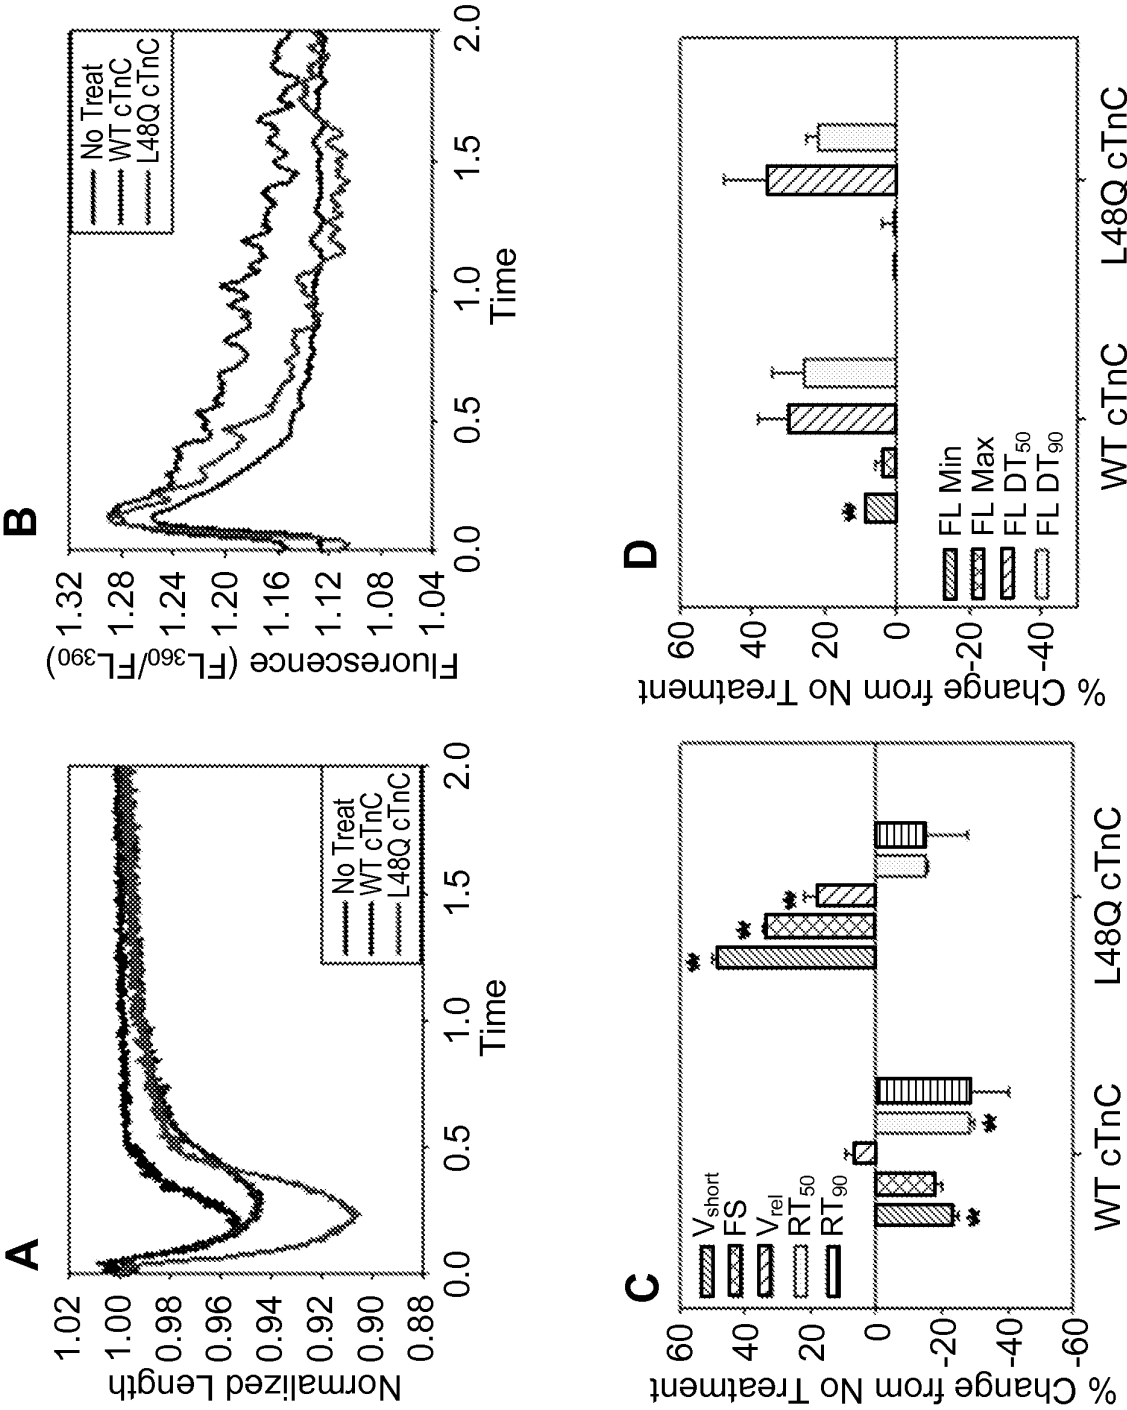 A
Normalized Length
1.02
1.00
0.98
0.96
0.94
0.92
0.90
0.88
0.0
0.5
1.0
1.5
2.0
Time
No Treat
WT cTnC
L48Q cTnC
B
Fluorescence (FL360/FL390)
1.32
1.28
1.24
1.20
1.16
1.12
1.08
1.04
0.0
0.5
1.0
1.5
2.0
Time
No Treat
WT cTnC
L48Q cTnC
C
% Change from No Treatment
60
40
20
0
-20
-40
-60
Vshort
FS
Vrel
RT50
RT90
WT cTnC
L48Q cTnC
D
% Change from No Treatment
60
40
20
0
-20
-40
FL Min
FL Max
FL DT50
FL DT90
WT cTnC
L48Q cTnC